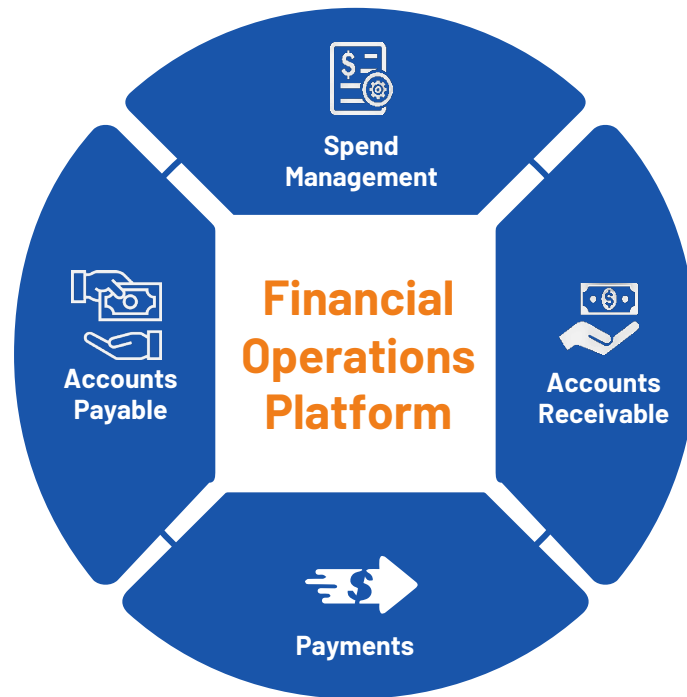 $
Spend
Management
Financial
Operations
Platform
Accounts
Payable
$
Accounts
Receivable
$
Payments